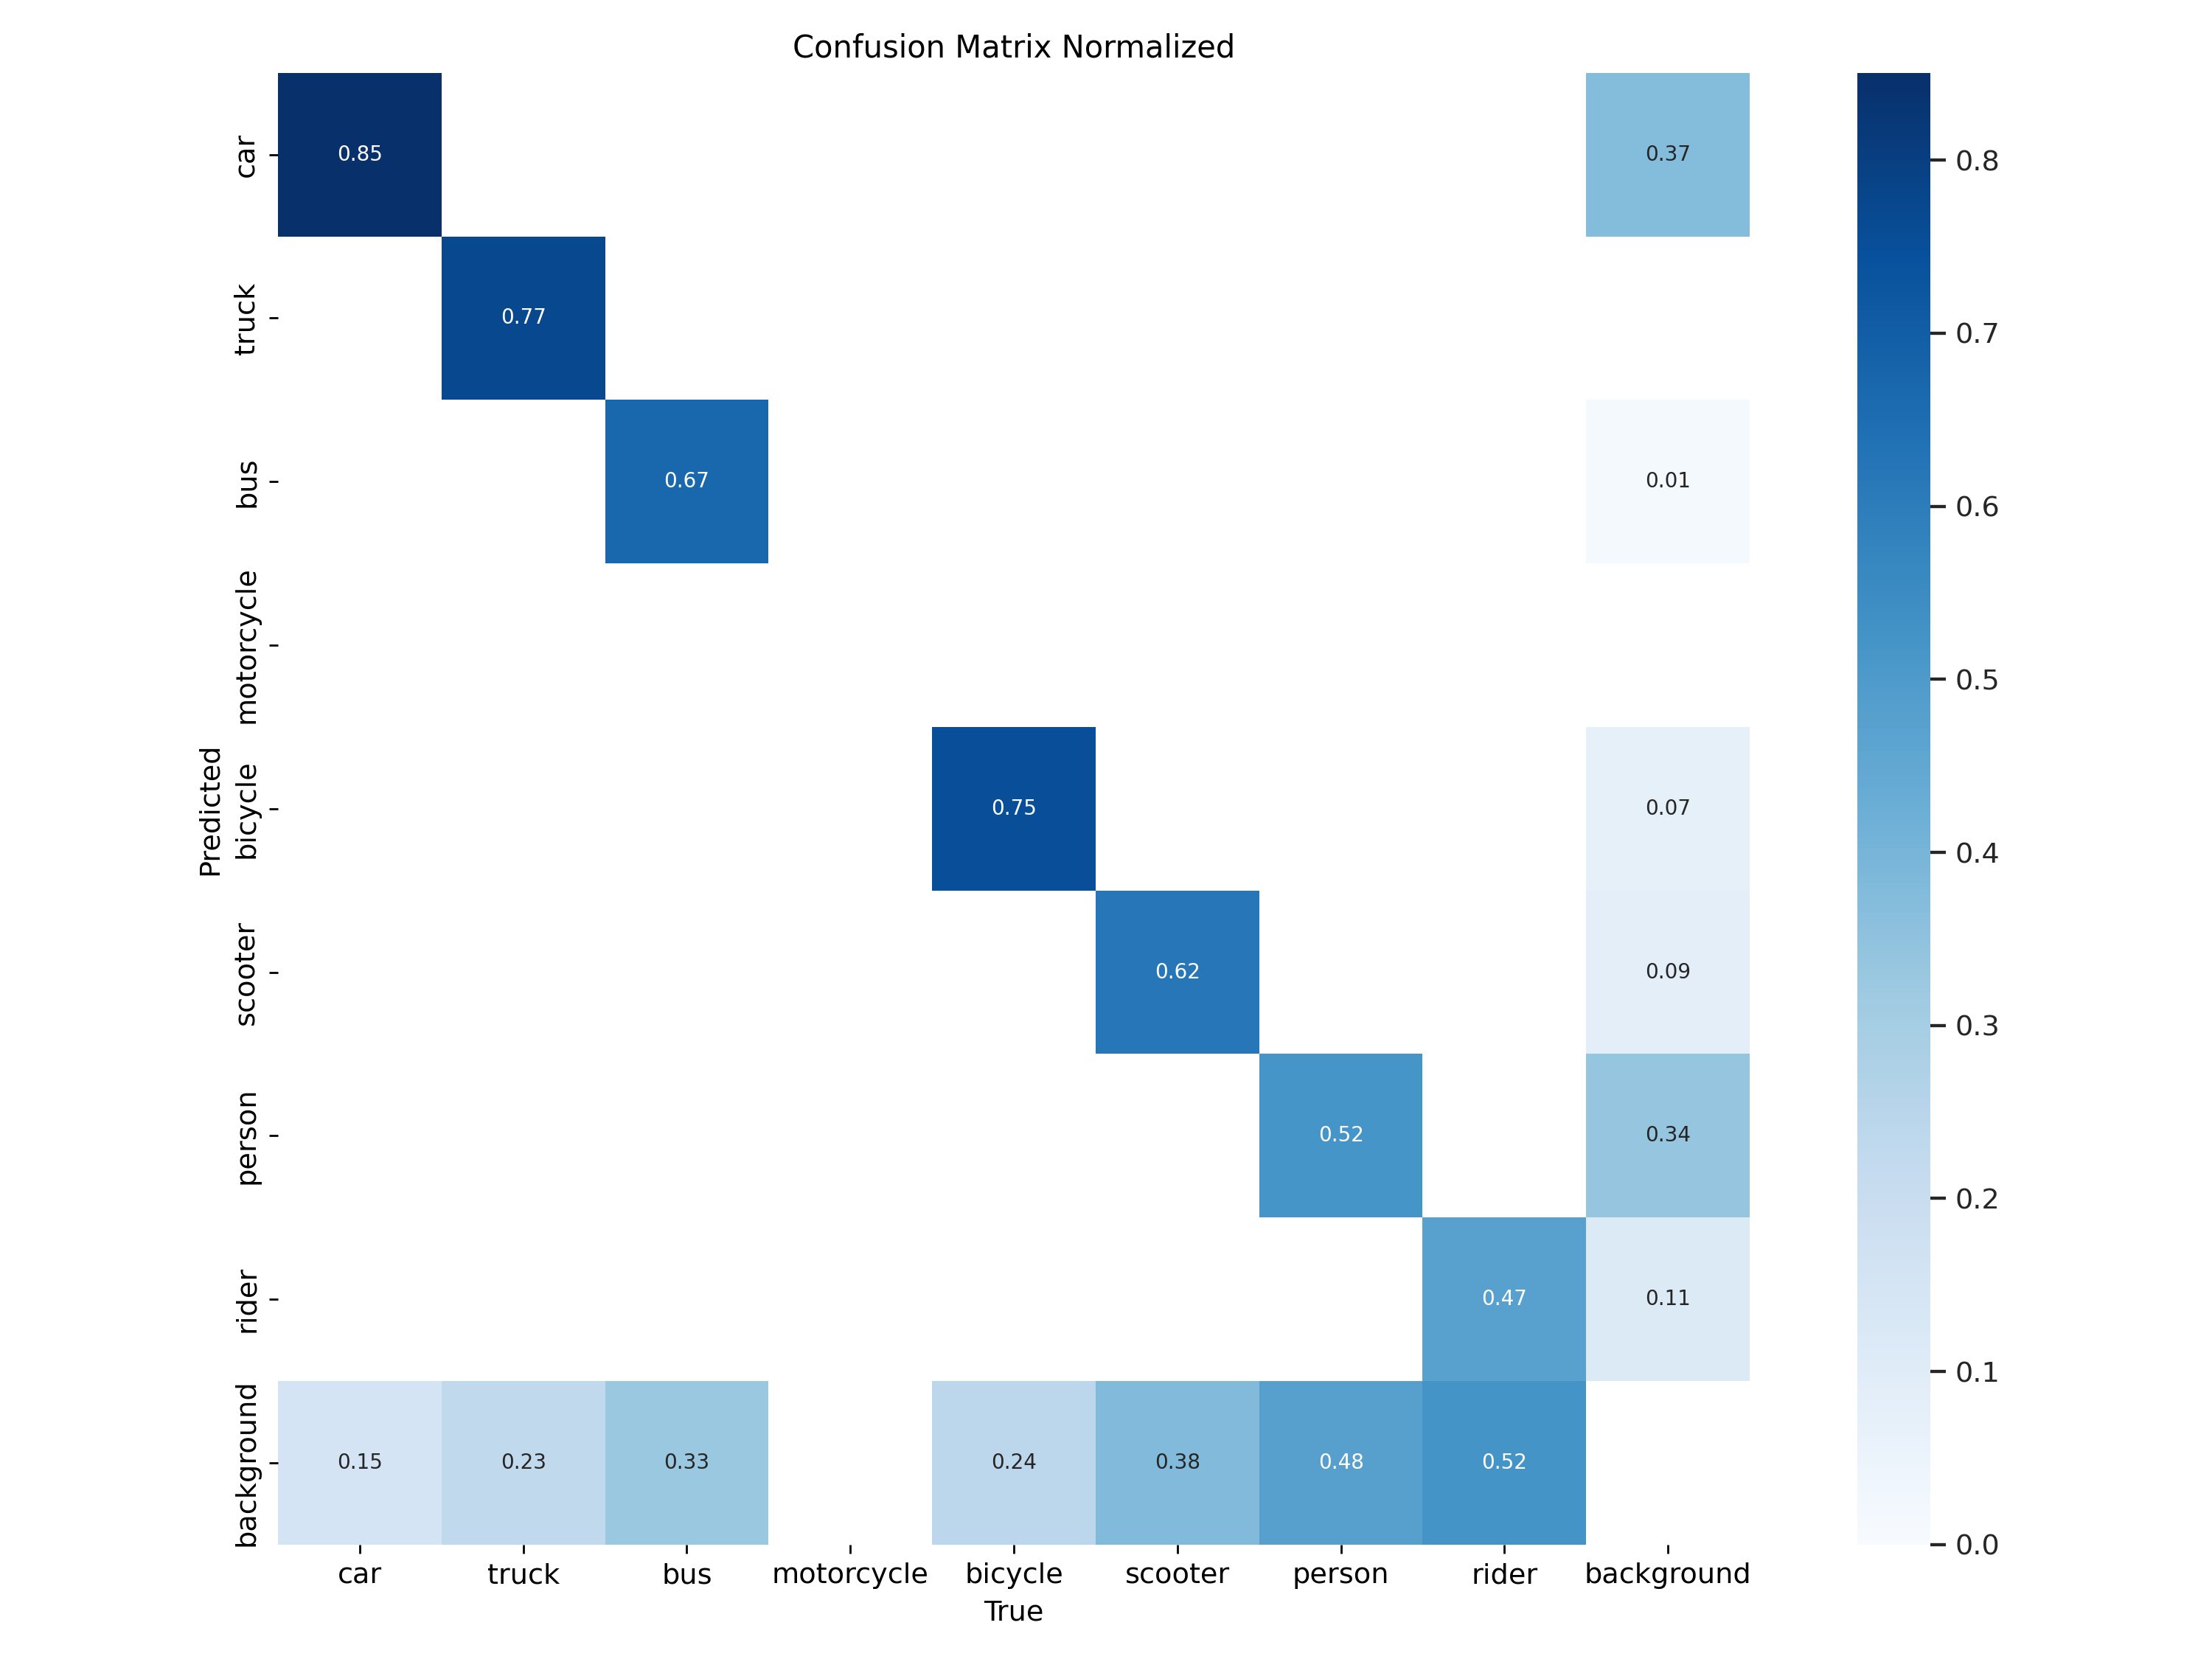 Confusion Matrix Normalized
car
0.85
0.37
truck
0.77
bus
0.67
0.01
motorcycle
bicycle
0.75
0.07
scooter
0.62
0.09
person
0.52
0.34
rider
0.47
0.11
background
0.15 0.23 0.33 0.24 0.38 0.48 0.52
Predicted
car truck bus motorcycle bicycle scooter person rider background
True
0.8
0.7
0.6
0.5
0.4
0.3
0.2
0.1
0.0